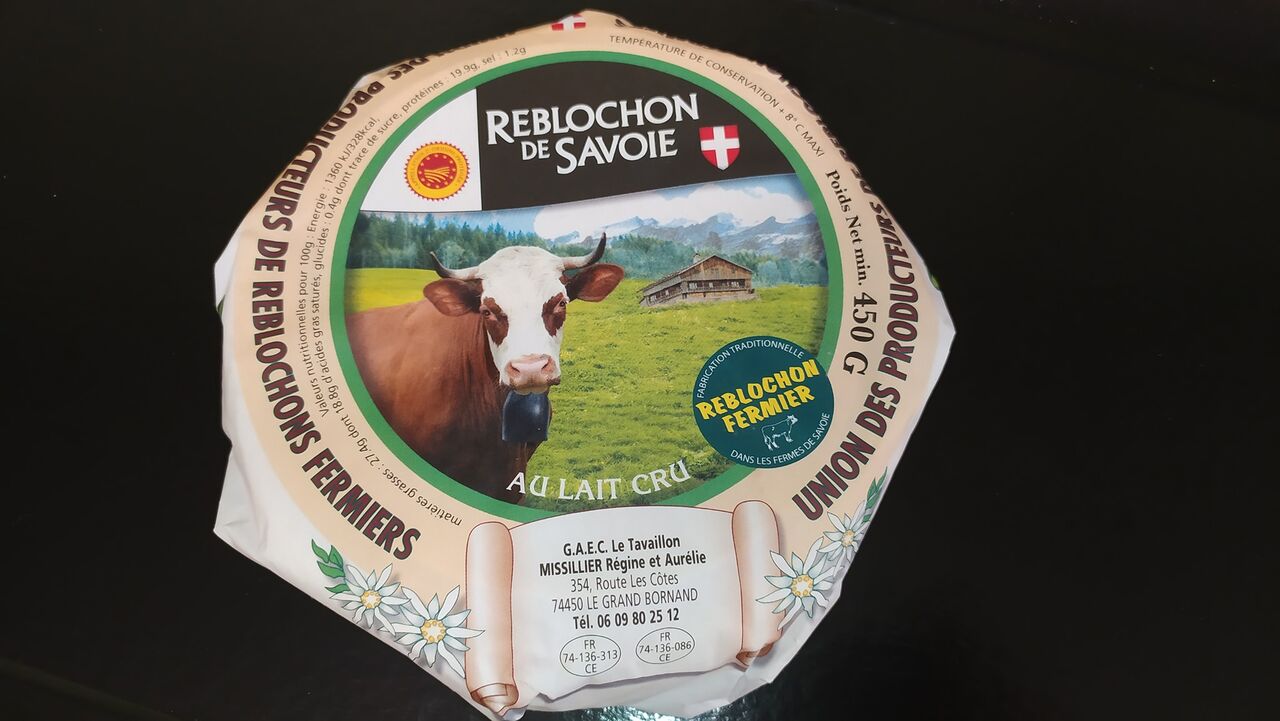 TEMPÉRATURE DE CONSERVATION + 8° C MAXI
Poids Net min. 450 G
REBLOCHON
DE SAVOIE
FABRICATION TRADITIONNELLE
REBLOCHON
FERMIER
DANS LES FERMES DE SAVOIE
AU LAIT CRU
Valeurs nutritionnelles pour 100g : Energie : 1360 kJ/328kcal,
matières grasses : 27.4g dont 18.8g d'acides gras saturés, glucides : 0.4g dont trace de sucre, protéines : 19.9g, sel : 1.2g
UNION DES PRODUCTEURS DE
DES PRODUCTEURS DE REBLOCHONS FERMIERS
G.A.E.C. Le Tavaillon
MISSILLIER Régine et Aurélie
354, Route Les Côtes
74450 LE GRAND BORNAND
Tél. 06 09 80 25 12
FR
74-136-313
CE
FR
74-136-086
CE